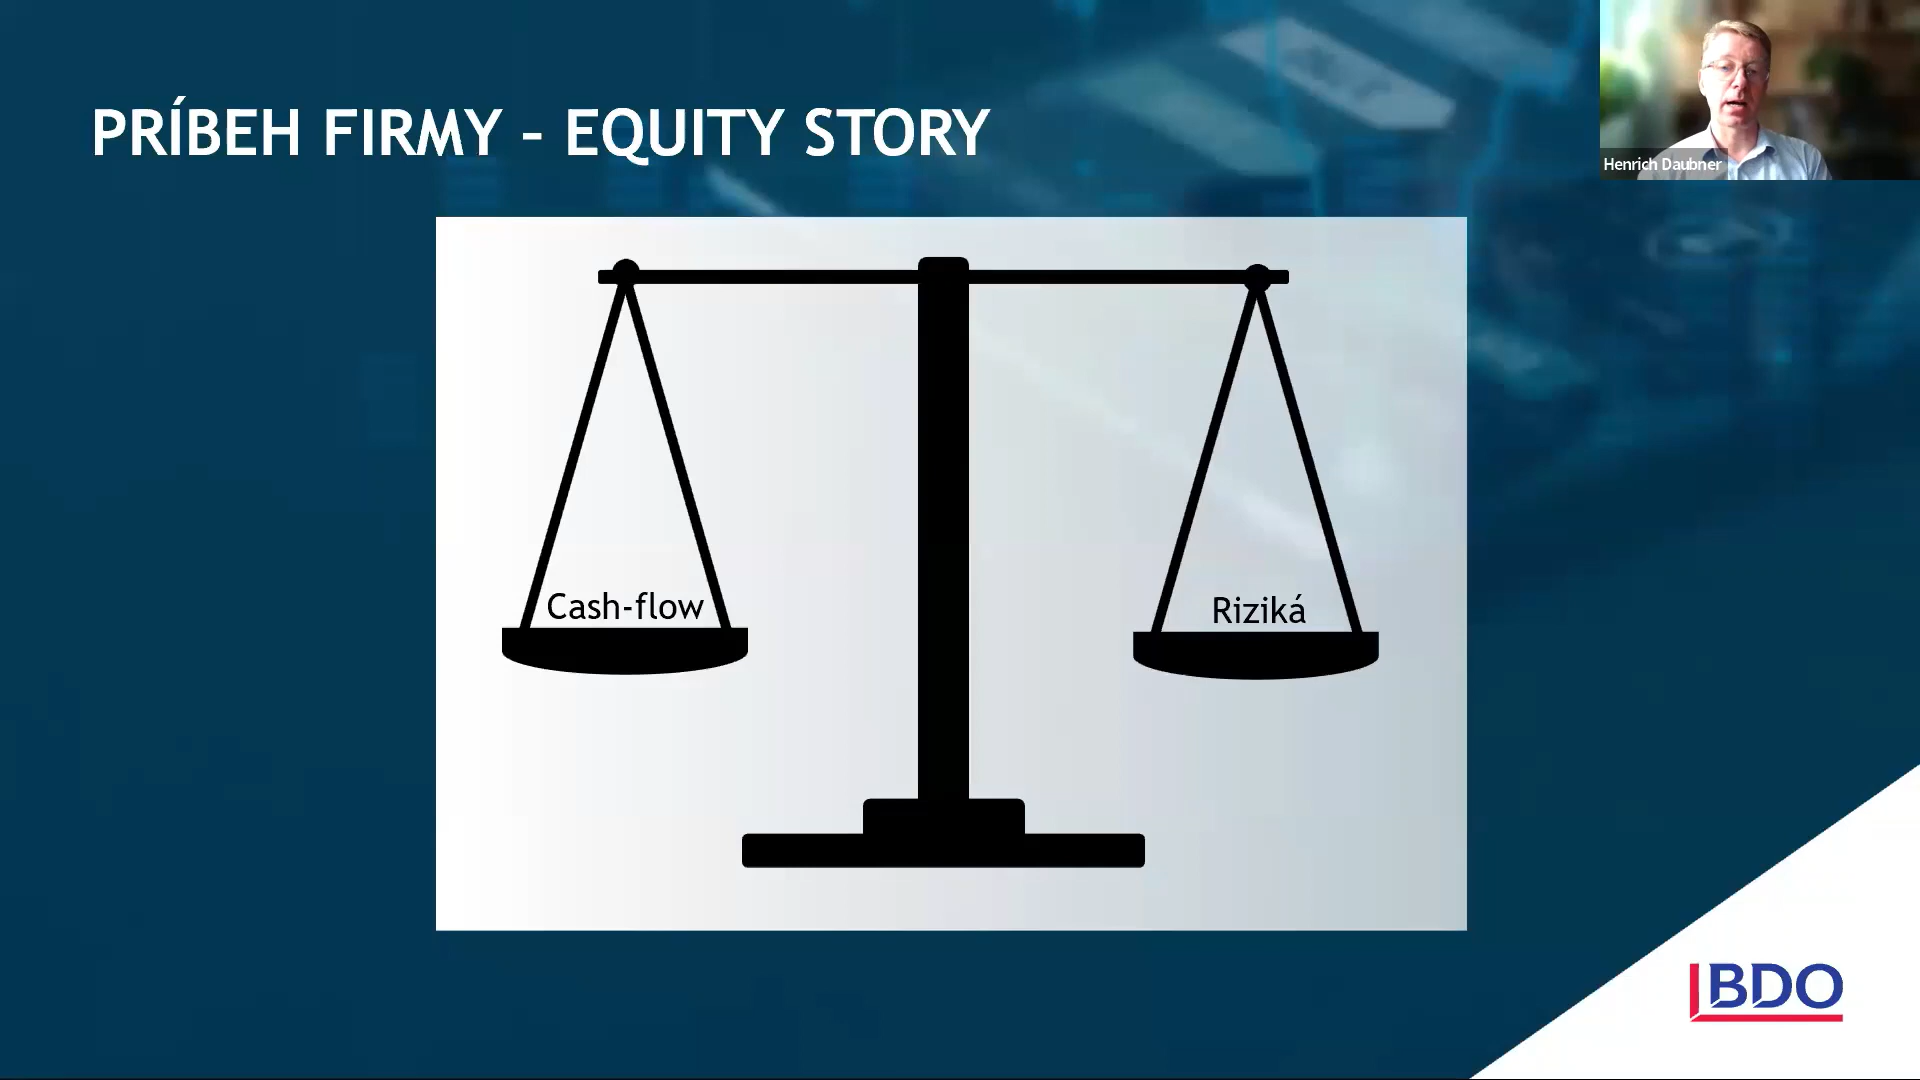 PRÍBEH FIRMY – EQUITY STORY
Henrich Daubner
Cash-flow
Riziká
BDO